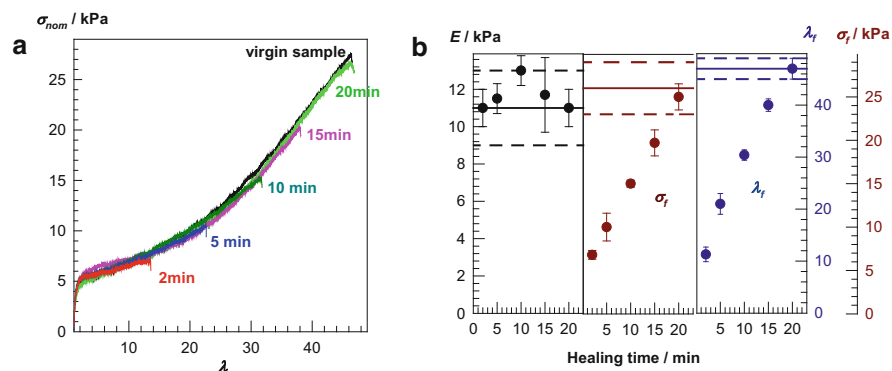 a
σnom / kPa
25
20
15
10
5
0
virgin sample
20min
15min
10 min
5 min
2min
10 20 30 40
λ
b
E / kPa
λf
σf / kPa
12
10
8
6
4
2
0
σf
λf
40
30
20
10
0
25
20
15
10
5
0
0 5 10 15 20
5 10 15 20
5 10 15 20
Healing time / min